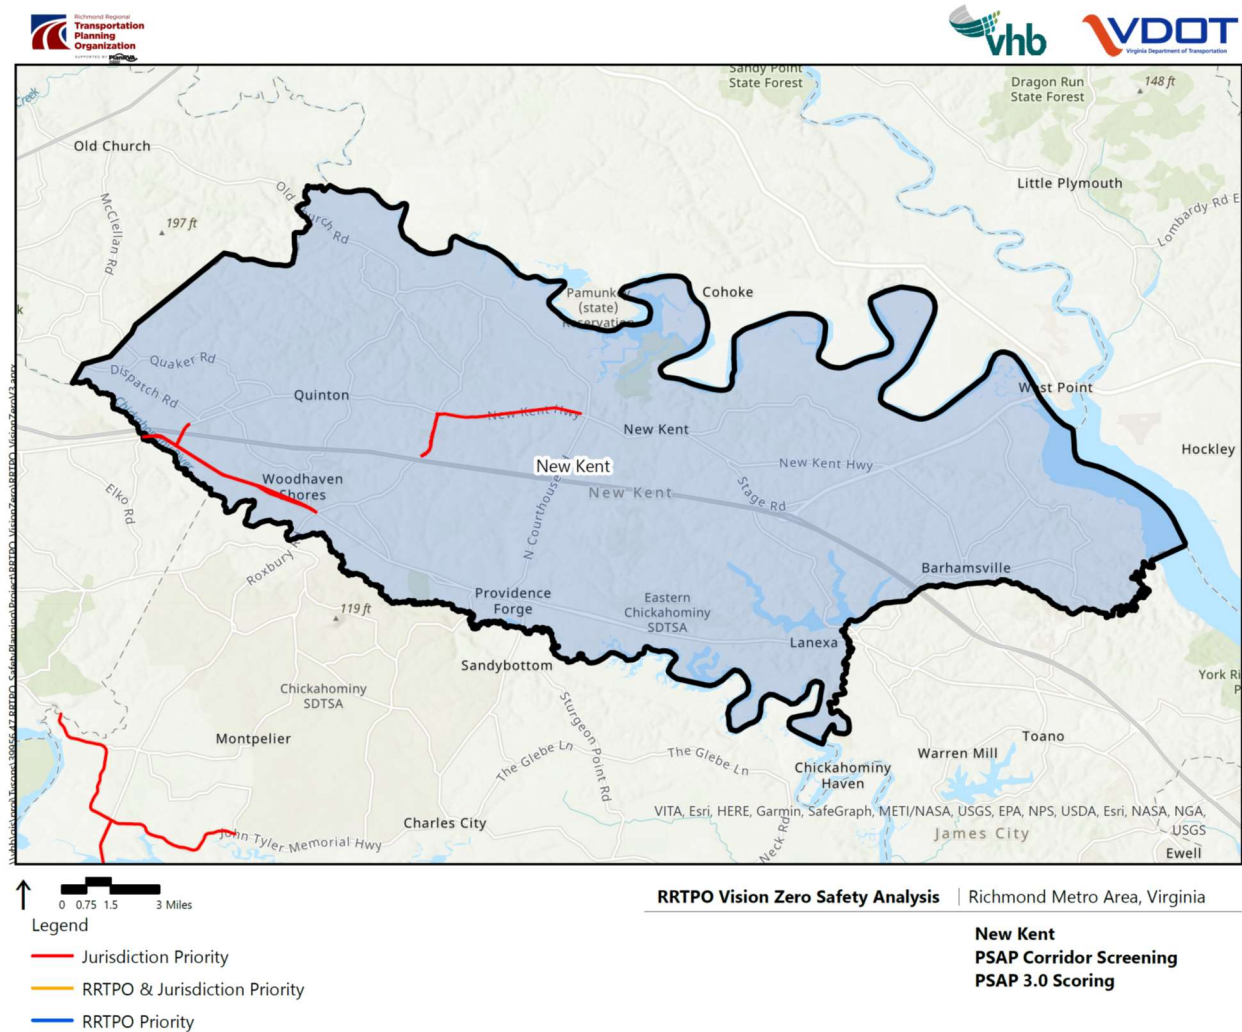 Richmond Regional
Transportation
Planning
Organization
SUPPORTED BY PlanRVA
vhb
VDOT
Virginia Department of Transportation
Sandy Point
State Forest
Dragon Run
State Forest
148 ft
Creek
Old Church
Little Plymouth
McClellan Rd
197 ft
Old Church Rd
Lombardy Rd E
Pamunkey
(state)
Reservation
Cohoke
k
Quaker Rd
Dispatch Rd
Quinton
West Point
New Kent Hwy
New Kent
Hockley
New Kent
New Kent Hwy
Woodhaven
Shores
New Kent
Stage Rd
Elko Rd
N Courthouse
Roxbury
Barhamsville
Providence
Forge
Eastern
Chickahominy
SDTSA
119 ft
Lanexa
Sandybottom
York Ri
P
Chickahominy
SDTSA
Sturgeon Point Rd
Montpelier
The Glebe Ln
The Glebe Ln
Warren Mill
Toano
Chickahominy
Haven
VITA, Esri, HERE, Garmin, SafeGraph, METI/NASA, USGS, EPA, NPS, USDA, Esri, NASA, NGA,
USGS
Charles City
John Tyler Memorial Hwy
Neck Rd
James City
Ewell
0 0.75 1.5 3 Miles
Legend
Jurisdiction Priority
RRTPO & Jurisdiction Priority
RRTPO Priority
RRTPO Vision Zero Safety Analysis | Richmond Metro Area, Virginia
New Kent
PSAP Corridor Screening
PSAP 3.0 Scoring